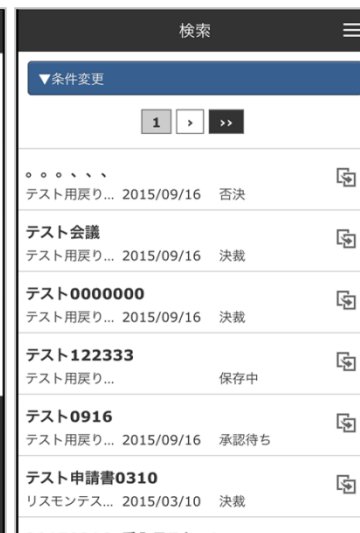 検索
▼条件変更
1 › ››
。。。、、
テスト用戻り... 2015/09/16 否決
テスト会議
テスト用戻り... 2015/09/16 決裁
テスト0000000
テスト用戻り... 2015/09/16 決裁
テスト122333
テスト用戻り... 保存中
テスト0916
テスト用戻り... 2015/09/16 承認待ち
テスト申請書0310
リスモンテス... 2015/03/10 決裁